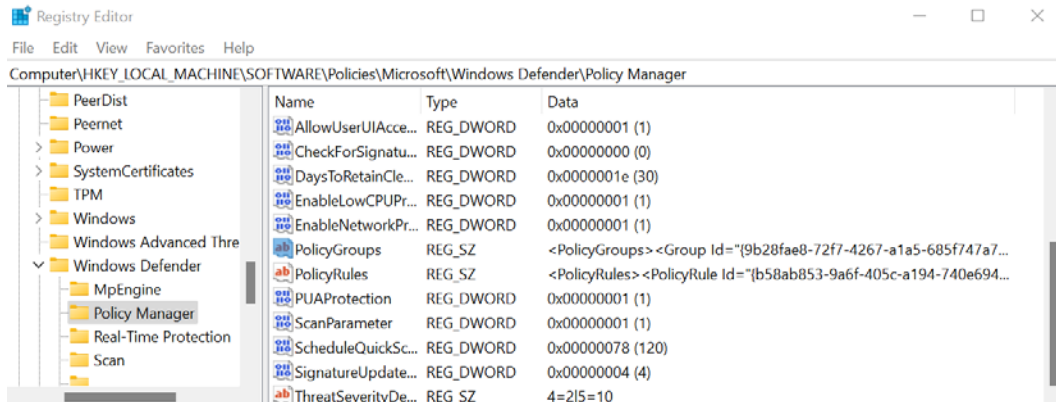 Registry Editor
File Edit View Favorites Help
Computer\HKEY_LOCAL_MACHINE\SOFTWARE\Policies\Microsoft\Windows Defender\Policy Manager
PeerDist
Peernet
Power
SystemCertificates
TPM
Windows
Windows Advanced Thre
Windows Defender
MpEngine
Policy Manager
Real-Time Protection
Scan
Name Type Data
AllowUserUIAcce... REG_DWORD 0x00000001 (1)
CheckForSignatu... REG_DWORD 0x00000000 (0)
DaysToRetainCle... REG_DWORD 0x0000001e (30)
EnableLowCPUPr... REG_DWORD 0x00000001 (1)
EnableNetworkPr... REG_DWORD 0x00000001 (1)
ab PolicyGroups REG_SZ <PolicyGroups><Group Id="{9b28fae8-72f7-4267-a1a5-685f747a7...
ab PolicyRules REG_SZ <PolicyRules><PolicyRule Id="{b58ab853-9a6f-405c-a194-740e694...
PUAProtection REG_DWORD 0x00000001 (1)
ScanParameter REG_DWORD 0x00000001 (1)
ScheduleQuickSc... REG_DWORD 0x00000078 (120)
SignatureUpdate... REG_DWORD 0x00000004 (4)
ab ThreatSeverityDe... REG_SZ 4=2|5=10